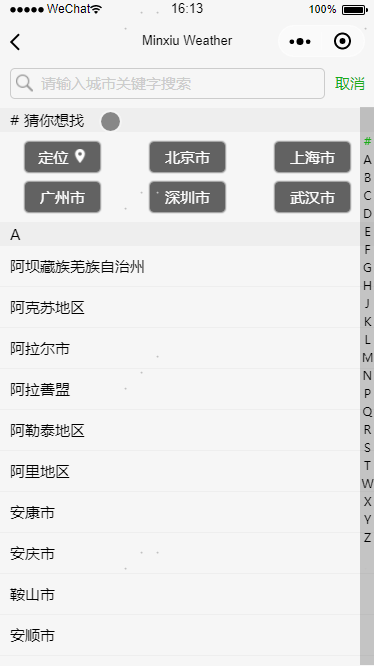 WeChat 16:13 100%
Minxiu Weather
请输入城市关键字搜索 取消
# 猜你想找
定位 北京市 上海市
广州市 深圳市 武汉市
A
阿坝藏族羌族自治州
阿克苏地区
阿拉尔市
阿拉善盟
阿勒泰地区
阿里地区
安康市
安庆市
鞍山市
安顺市
#
A
B
C
D
E
F
G
H
J
K
L
M
N
P
Q
R
S
T
W
X
Y
Z